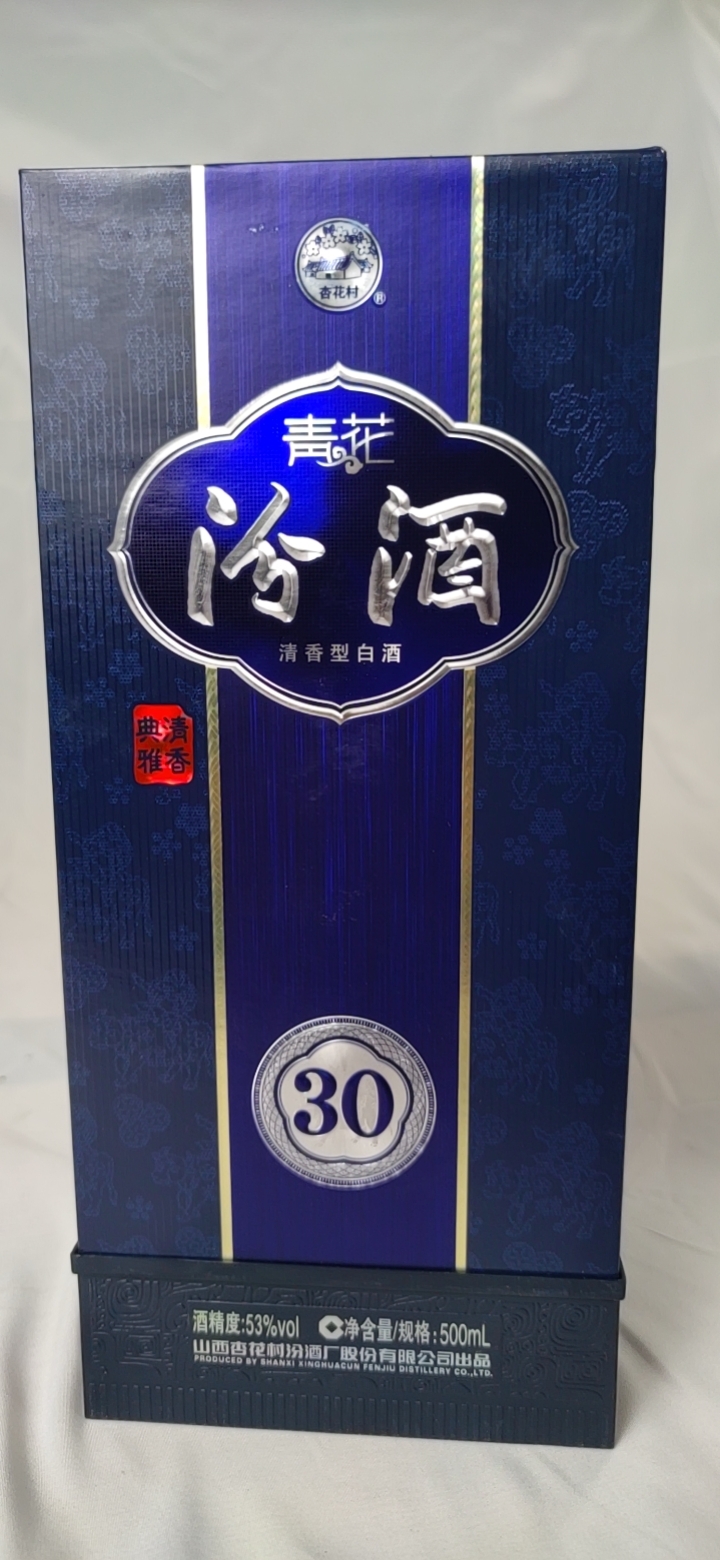 杏花村
®
青花
汾酒
清香型白酒
清香
典雅
30
酒精度:53%vol 净含量/规格:500mL
山西杏花村汾酒厂股份有限公司出品
PRODUCED BY SHANXI XINGHUACUN FENJIU DISTILLERY CO.,LTD.